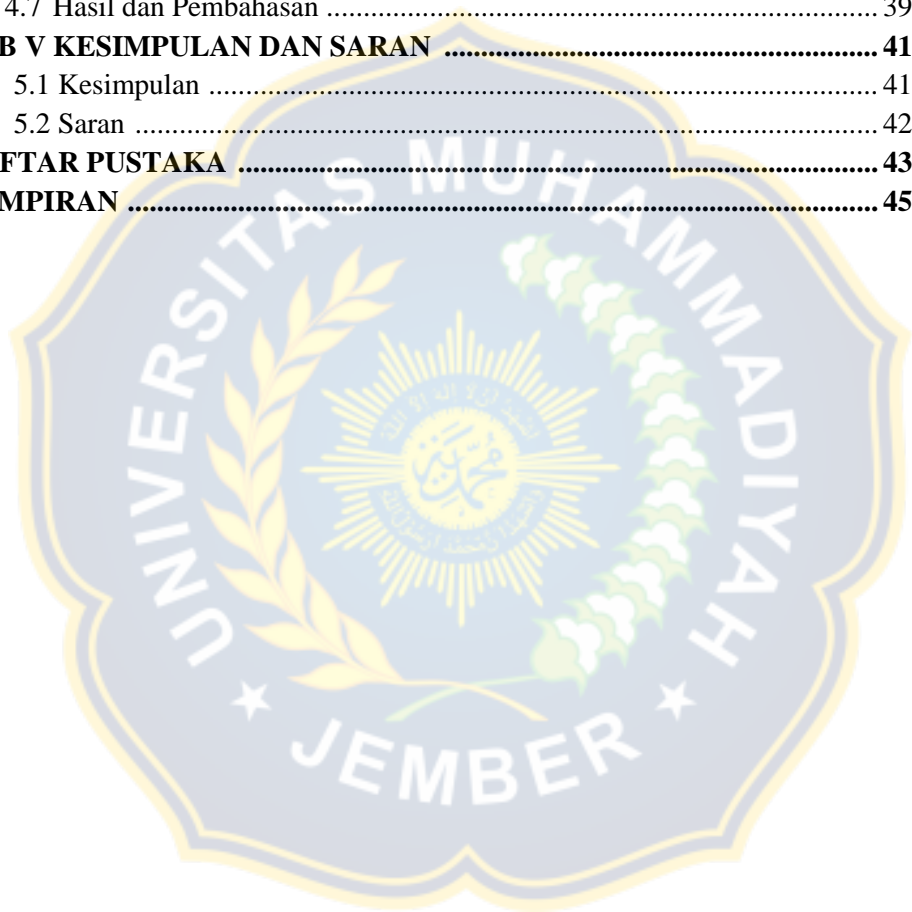 4.7 Hasil dan Pembahasan ........................................................................ 39
B V KESIMPULAN DAN SARAN ........................................................ 41
5.1 Kesimpulan ....................................................................................... 41
5.2 Saran ................................................................................................. 42
FTAR PUSTAKA .................................................................................. 43
MPIRAN ................................................................................................. 45
UNIVERSITAS MUHAMMADIYAH
JEMBER